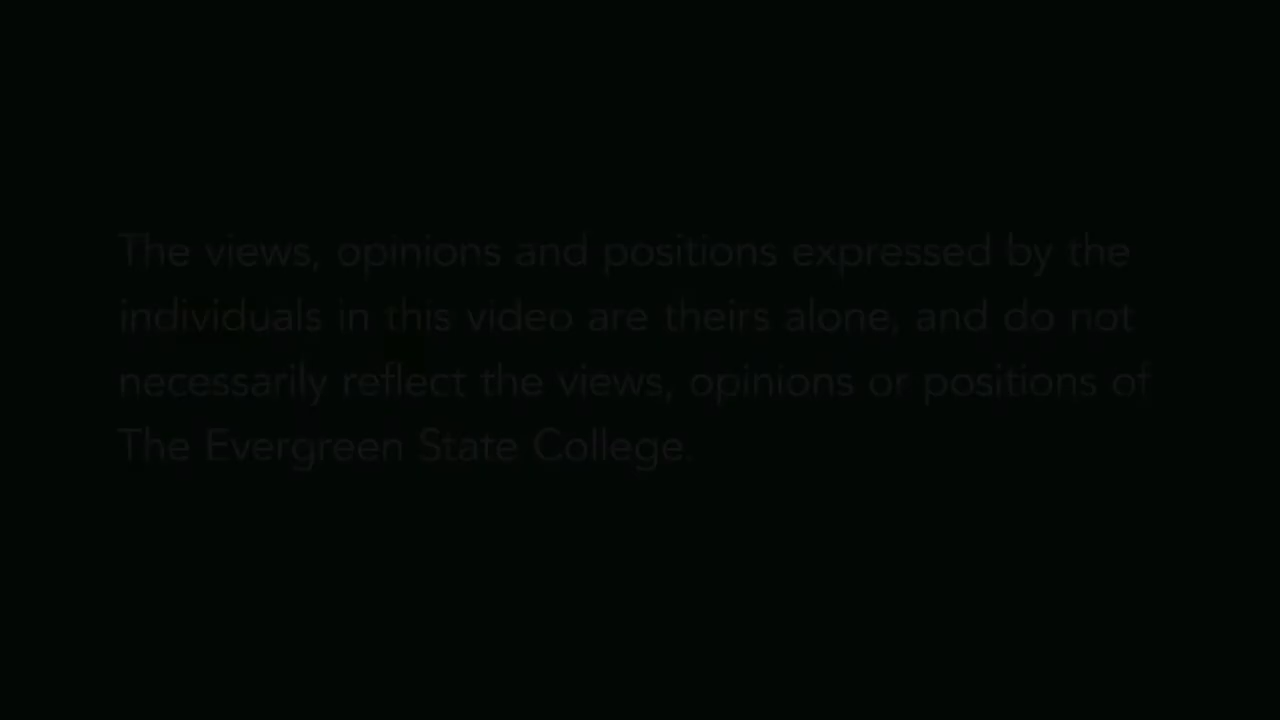 The views, opinions and positions expressed by the
individuals in this video are theirs alone, and do not
necessarily reflect the views, opinions or positions of
The Evergreen State College.